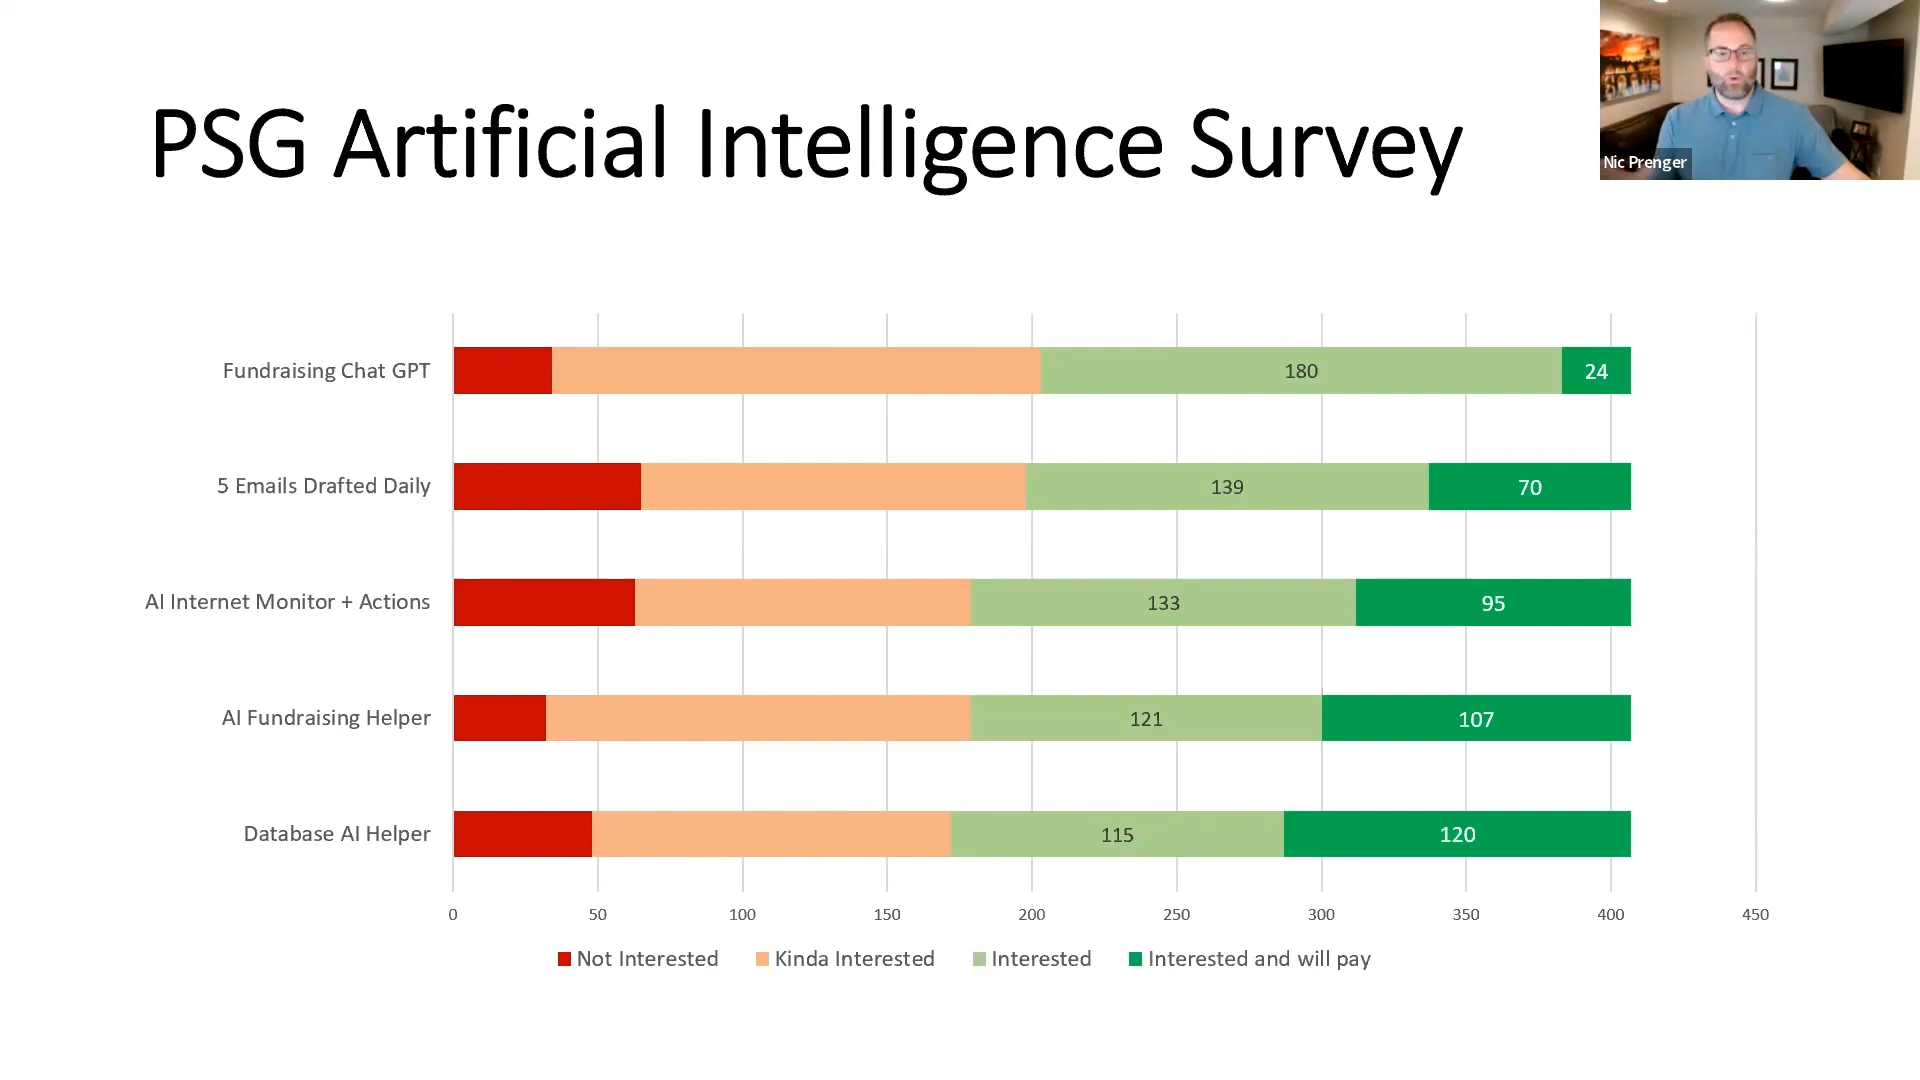 PSG Artificial Intelligence Survey
Nic Prenger
Fundraising Chat GPT
180
24
5 Emails Drafted Daily
139
70
AI Internet Monitor + Actions
133
95
AI Fundraising Helper
121
107
Database AI Helper
115
120
0 50 100 150 200 250 300 350 400 450
Not Interested Kinda Interested Interested Interested and will pay